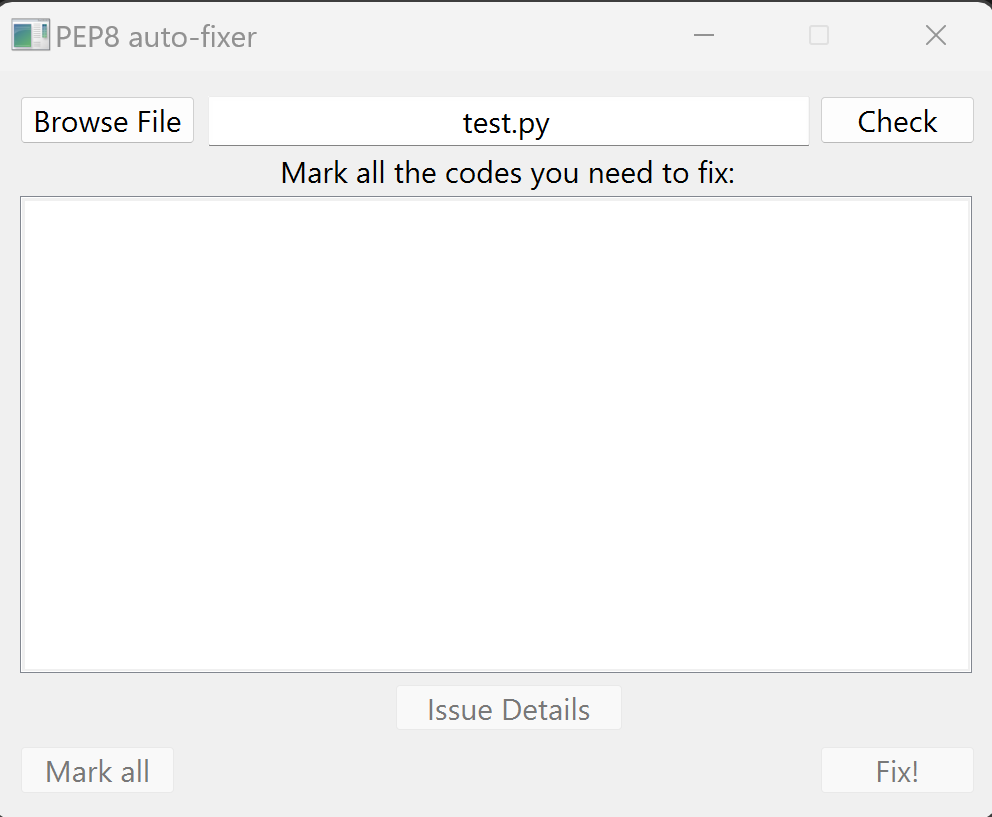 PEP8 auto-fixer
Browse File test.py Check
Mark all the codes you need to fix:
Issue Details
Mark all Fix!